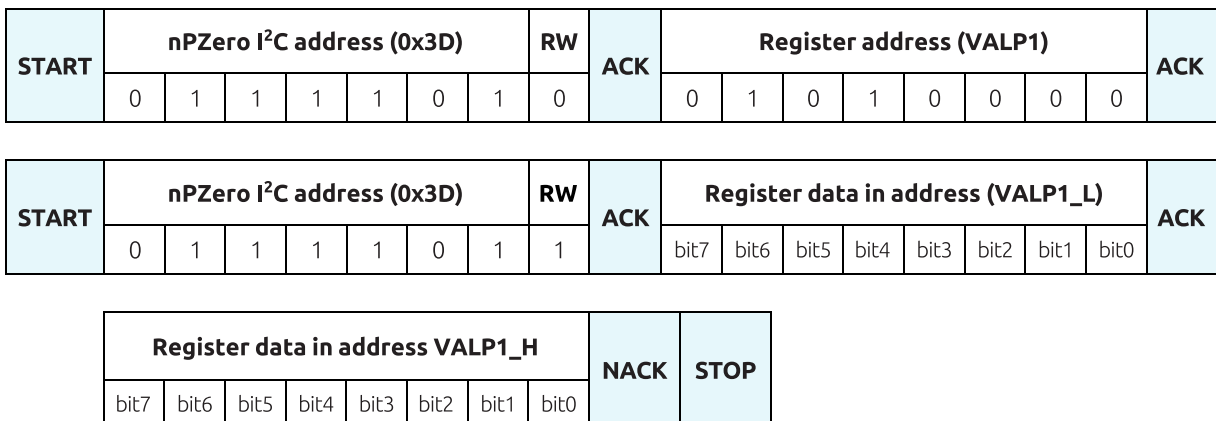 START nPZero I²C address (0x3D) RW ACK Register address (VALP1) ACK
0 1 1 1 1 0 1 0 0 1 0 1 0 0 0 0
START nPZero I²C address (0x3D) RW ACK Register data in address (VALP1_L) ACK
0 1 1 1 1 0 1 1 bit7 bit6 bit5 bit4 bit3 bit2 bit1 bit0
Register data in address VALP1_H NACK STOP
bit7 bit6 bit5 bit4 bit3 bit2 bit1 bit0